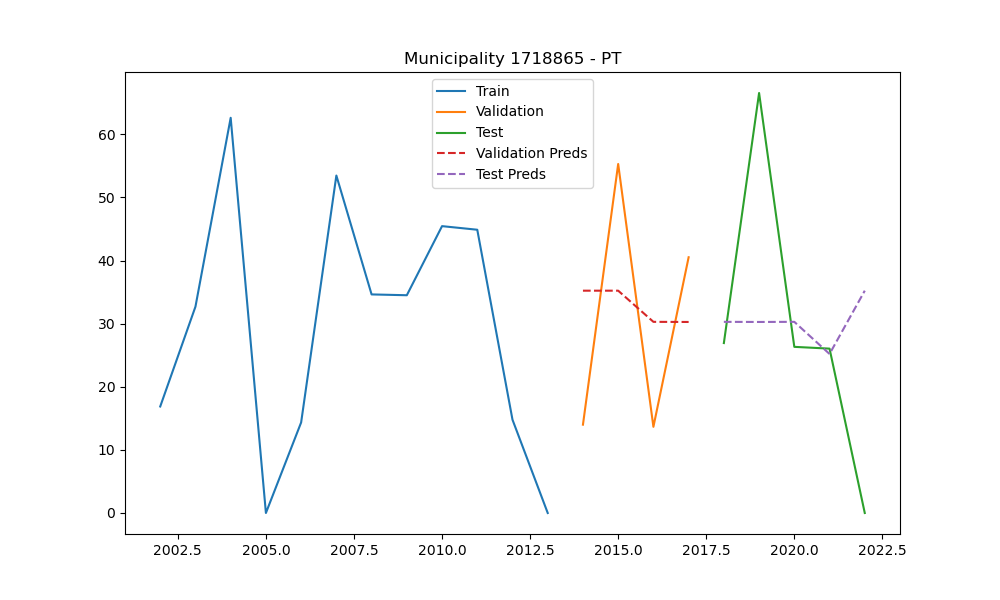 Municipality 1718865 - PT
Train
Validation
Test
Validation Preds
Test Preds
60
50
40
30
20
10
0
2002.5 2005.0 2007.5 2010.0 2012.5 2015.0 2017.5 2020.0 2022.5